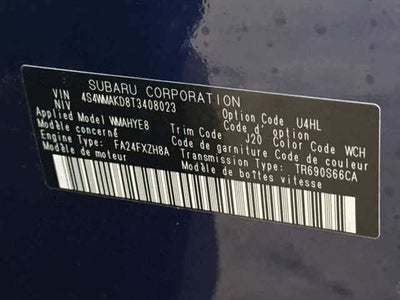 SUBARU CORPORATION
VIN 4S4WMAKD8T3408023 Option Code U4HL
NIV Code d' option
Applied Model WMAHYE8 Trim Code J20 Color Code WCH
Modèle concerné Code de garniture Code de couleur
Engine Type FA24FXZH8A Transmission Type TR690S66CA
Modèle du moteur Modèle de boîtes vitesse